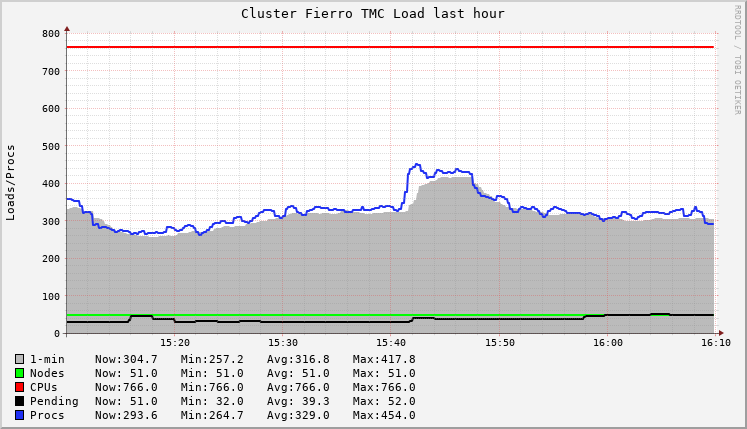 Cluster Fierro TMC Load last hour
RRDTOOL / TOBI OETIKER
Loads/Procs
800
700
600
500
400
300
200
100
0
15:20 15:30 15:40 15:50 16:00 16:10
1-min Now:304.7 Min:257.2 Avg:316.8 Max:417.8
Nodes Now: 51.0 Min: 51.0 Avg: 51.0 Max: 51.0
CPUs Now:766.0 Min:766.0 Avg:766.0 Max:766.0
Pending Now: 51.0 Min: 32.0 Avg: 39.3 Max: 52.0
Procs Now:293.6 Min:264.7 Avg:329.0 Max:454.0